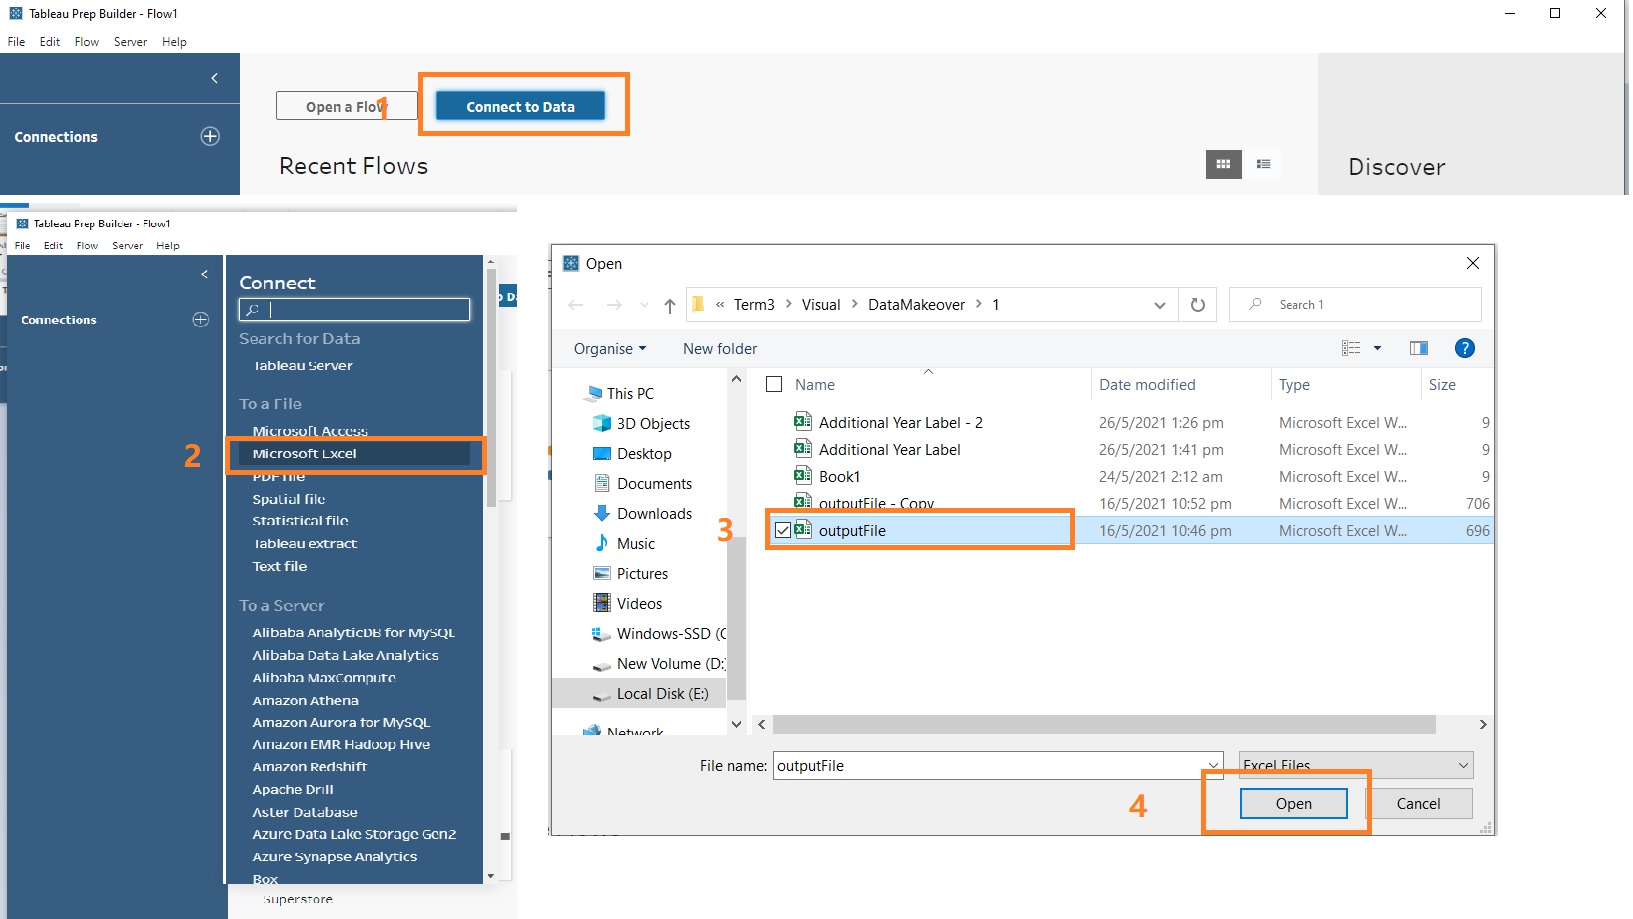 Tableau Prep Builder - Flow1
File Edit Flow Server Help
Open a Flow
1
Connect to Data
Connections
Recent Flows
Discover
Tableau Prep Builder - Flow1
File Edit Flow Server Help
Connections
Connect
Search for Data
Tableau Server
To a File
Microsoft Access
2
Microsoft Excel
PDF file
Spatial file
Statistical file
Tableau extract
Text file
To a Server
Alibaba AnalyticDB for MySQL
Alibaba Data Lake Analytics
Alibaba MaxCompute
Amazon Athena
Amazon Aurora for MySQL
Amazon EMR Hadoop Hive
Amazon Redshift
Apache Drill
Aster Database
Azure Data Lake Storage Gen2
Azure Synapse Analytics
Box
Superstore
Open
« Term3 > Visual > DataMakeover > 1
Search 1
Organise New folder
?
This PC
3D Objects
Desktop
Documents
Downloads
Music
Pictures
Videos
Windows-SSD (C
New Volume (D:
Local Disk (E:)
Network
Name Date modified Type Size
Additional Year Label - 2 26/5/2021 1:26 pm Microsoft Excel W... 9
Additional Year Label 26/5/2021 1:41 pm Microsoft Excel W... 9
Book1 24/5/2021 2:12 am Microsoft Excel W... 9
outputFile - Copy 16/5/2021 10:52 pm Microsoft Excel W... 706
3
outputFile 16/5/2021 10:46 pm Microsoft Excel W... 696
File name: outputFile Excel Files
4
Open Cancel